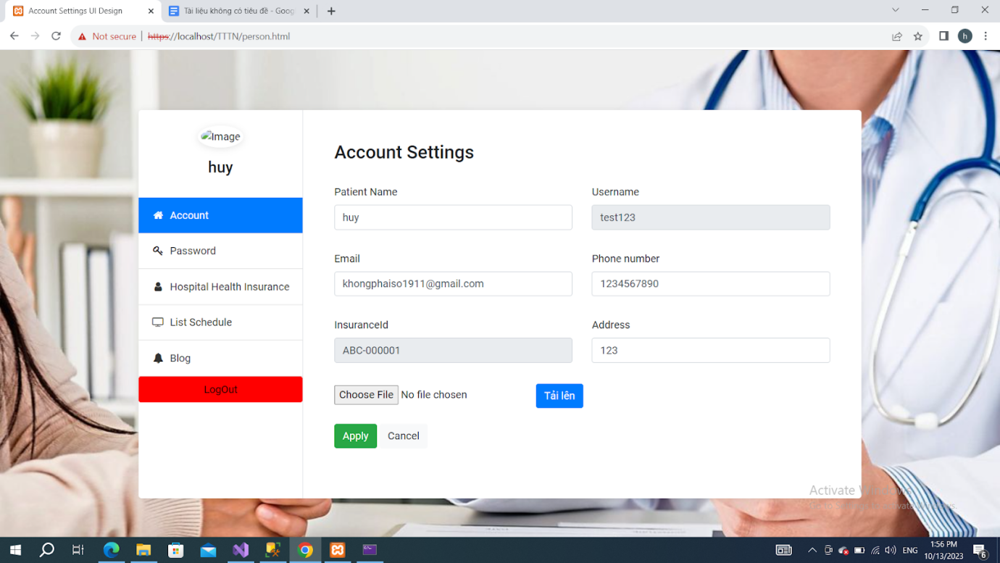 Account Settings UI Design
Tài liệu không có tiêu đề - Goog
Not secure
https://localhost/TTTN/person.html
h
Image
huy
Account
Password
Hospital Health Insurance
List Schedule
Blog
LogOut
Account Settings
Patient Name
Username
huy
test123
Email
Phone number
khongphaiso1911@gmail.com
1234567890
InsuranceId
Address
ABC-000001
123
Choose File No file chosen
Tải lên
Apply
Cancel
Activate Windows
ENG
1:56 PM
10/13/2023
6